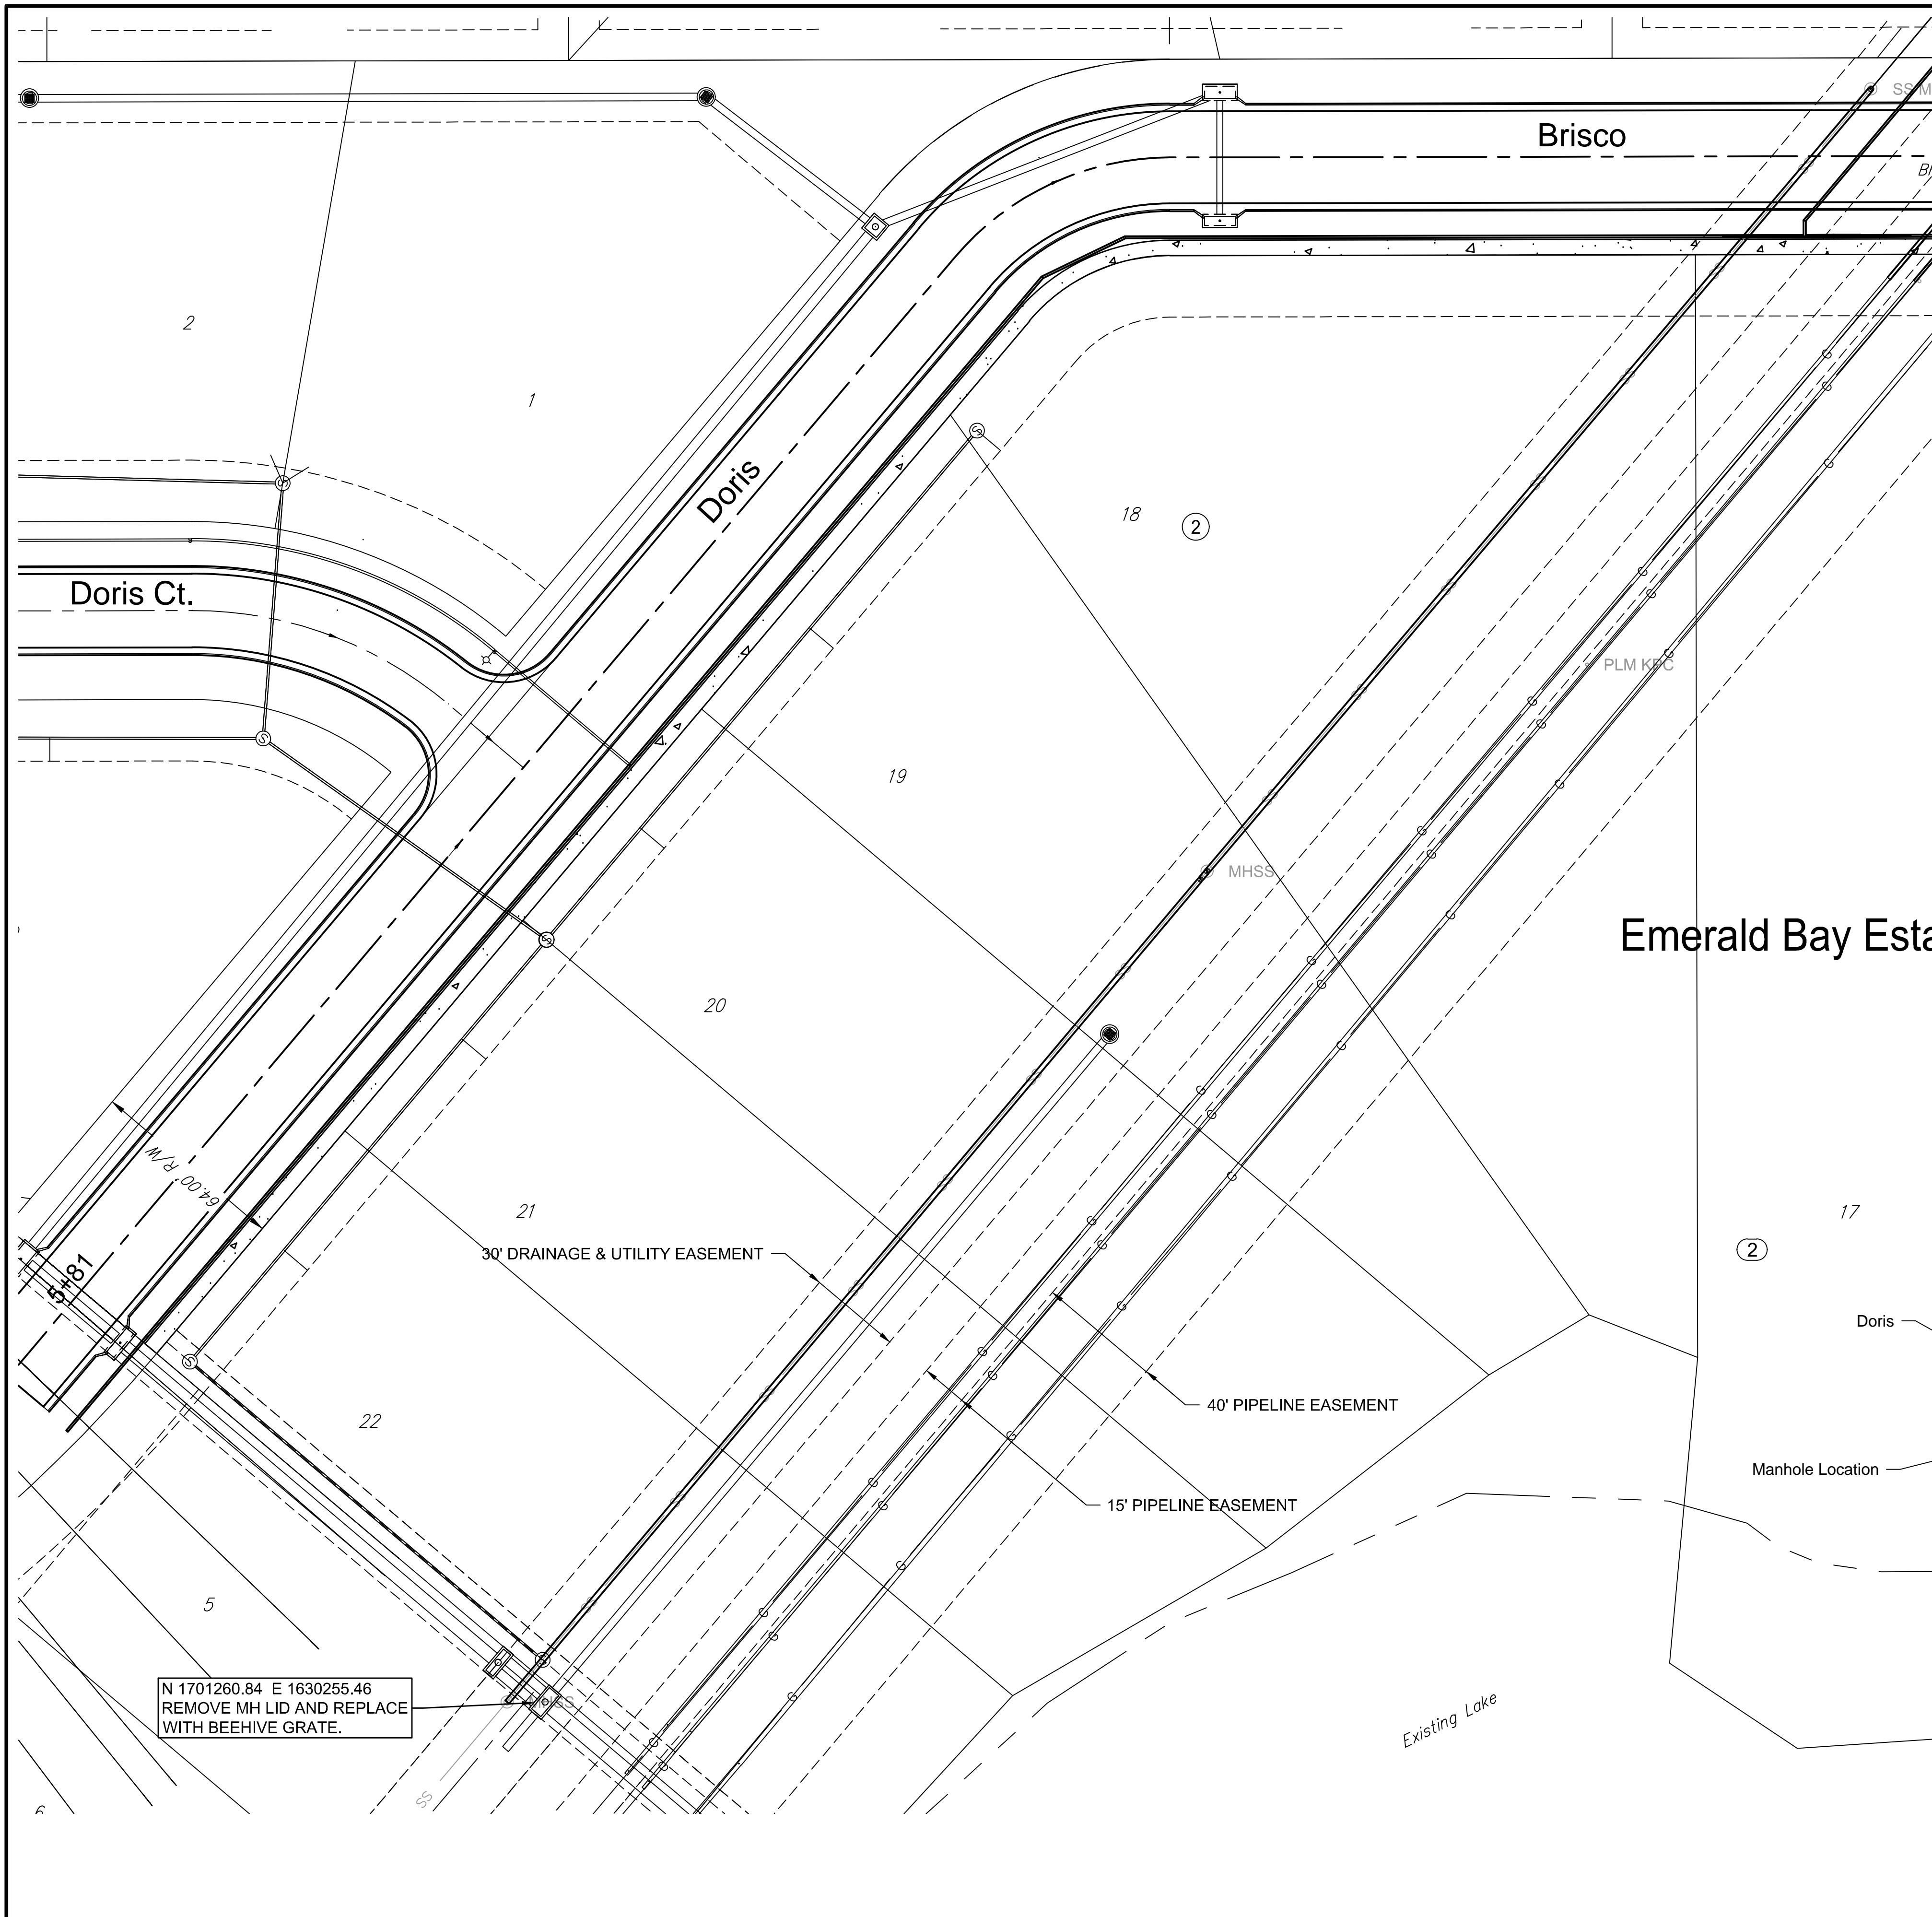 SS M
Brisco
2
1
Doris
18
2
Doris Ct.
PLM KPC
19
MHSS
Emerald Bay Esta
20
64.00' R/W
21
17
30' DRAINAGE & UTILITY EASEMENT
2
5+81
Doris
40' PIPELINE EASEMENT
22
Manhole Location
15' PIPELINE EASEMENT
5
N 1701260.84 E 1630255.46
REMOVE MH LID AND REPLACE
WITH BEEHIVE GRATE.
Existing Lake
SS
6